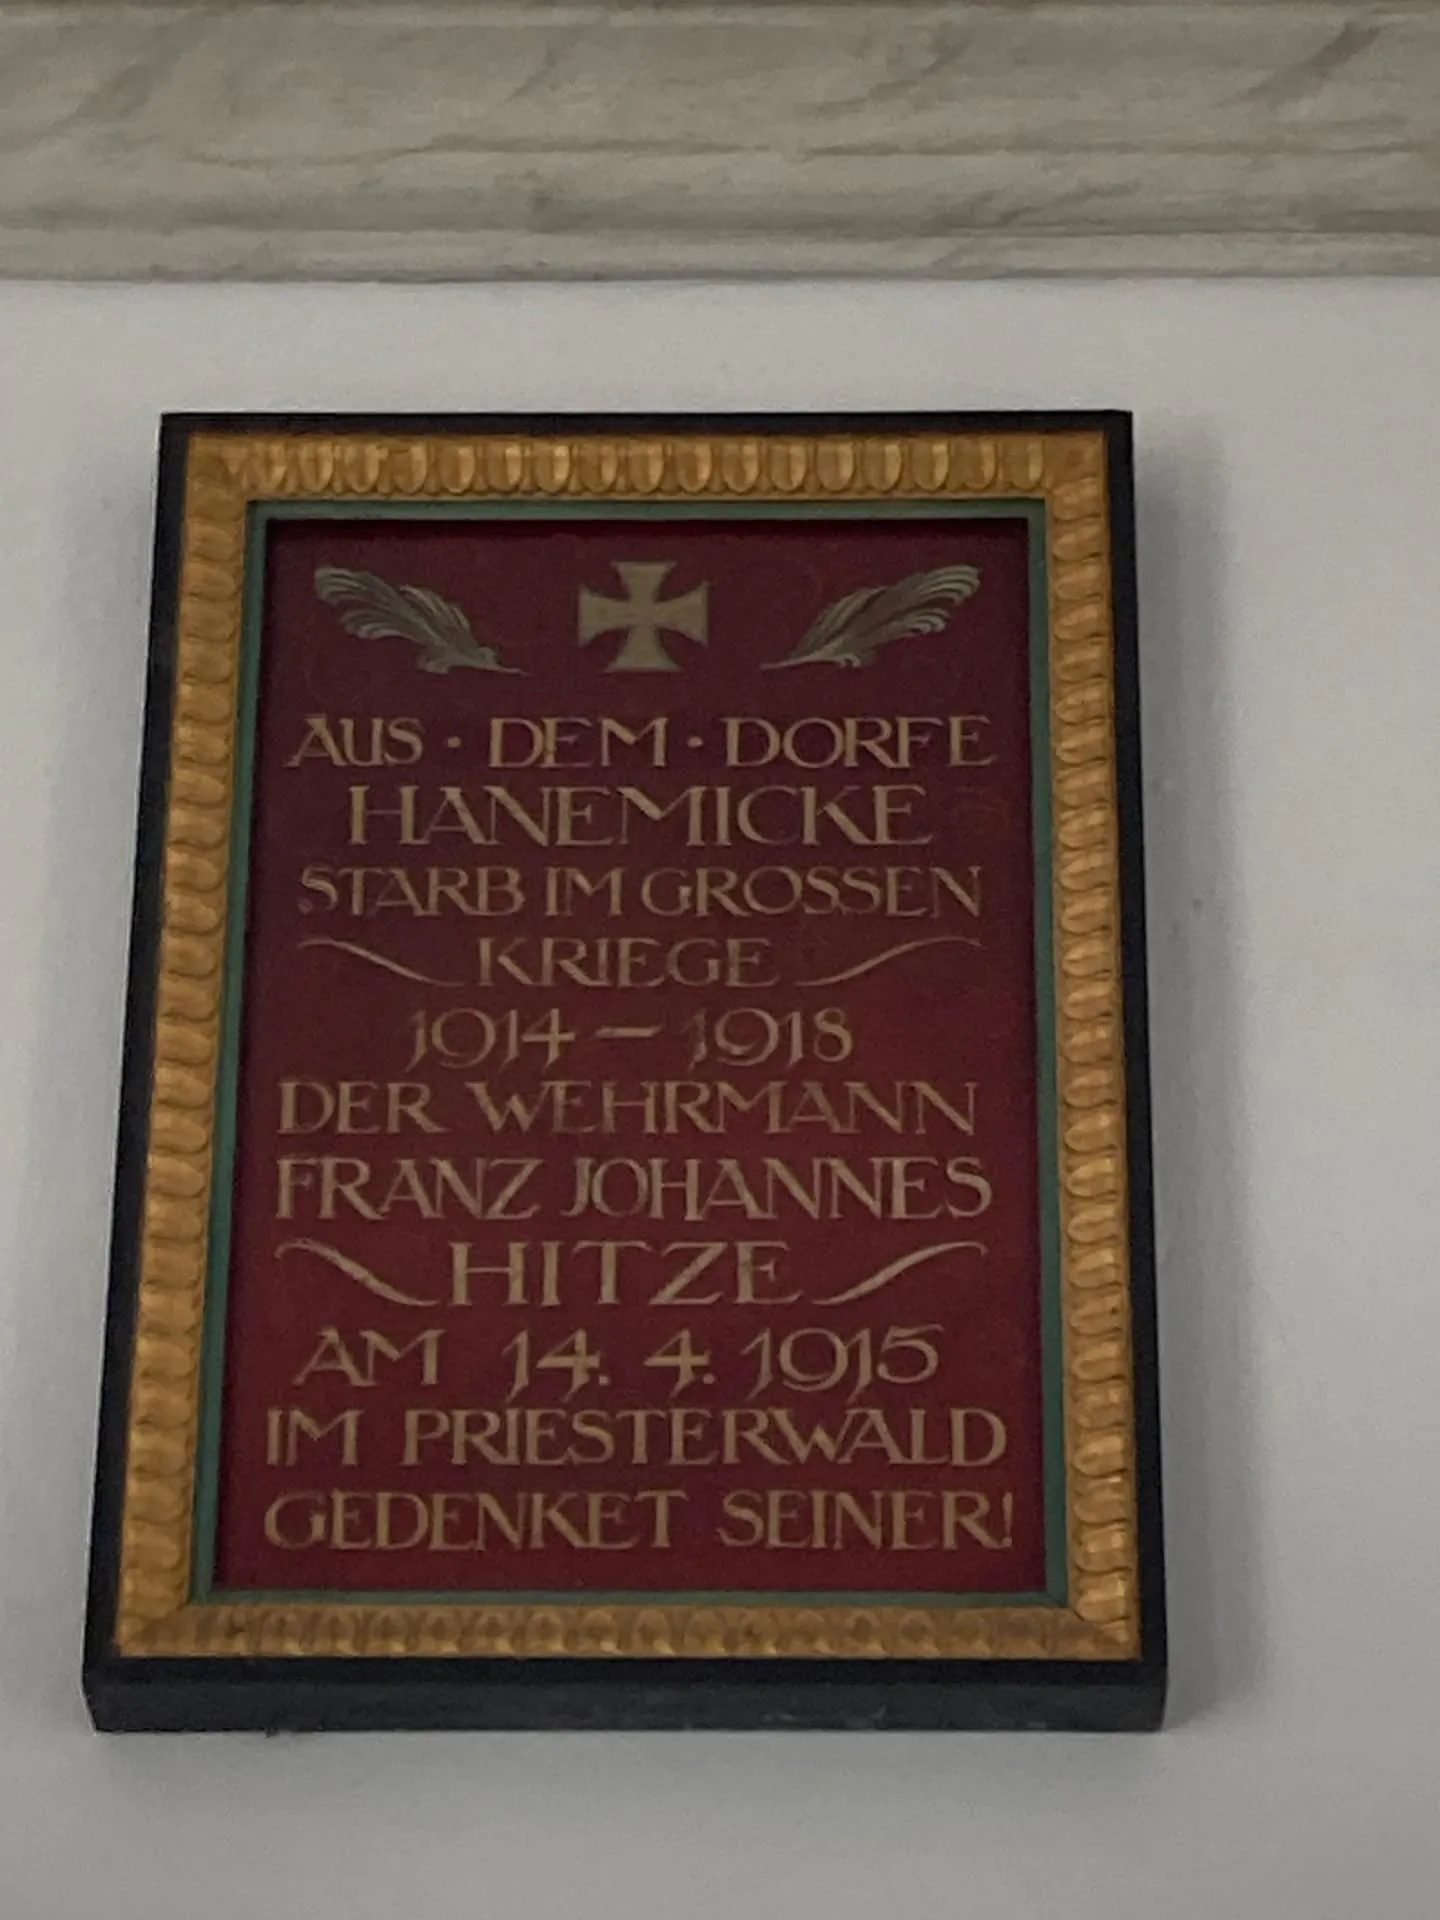 AUS · DEM · DORFE
HANEMICKE
STARB IM GROSSEN
KRIEGE
1914 – 1918
DER WEHRMANN
FRANZ JOHANNES
HITZE
AM 14. 4. 1915
IM PRIESTERWALD
GEDENKET SEINER!